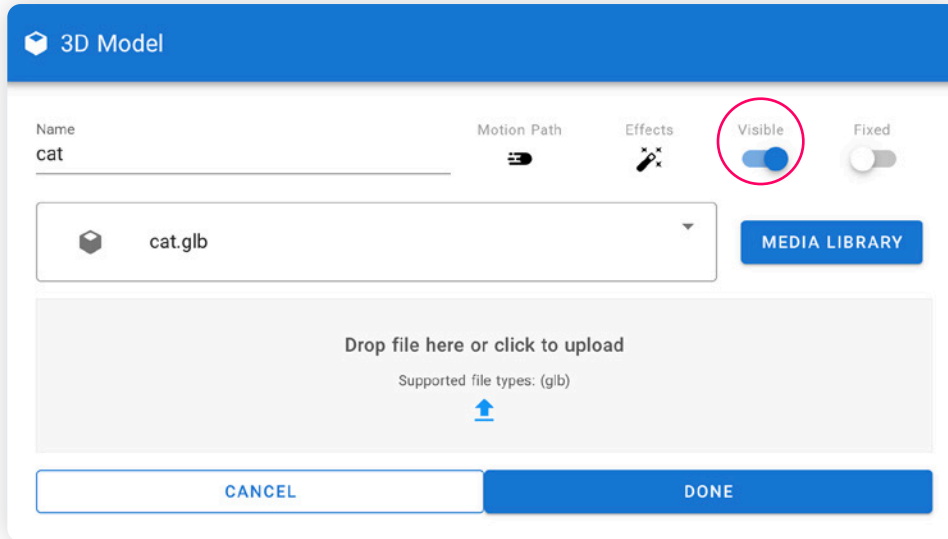 3D Model
Name
Motion Path
Effects
Visible
Fixed
cat
cat.glb
MEDIA LIBRARY
Drop file here or click to upload
Supported file types: (glb)
CANCEL
DONE